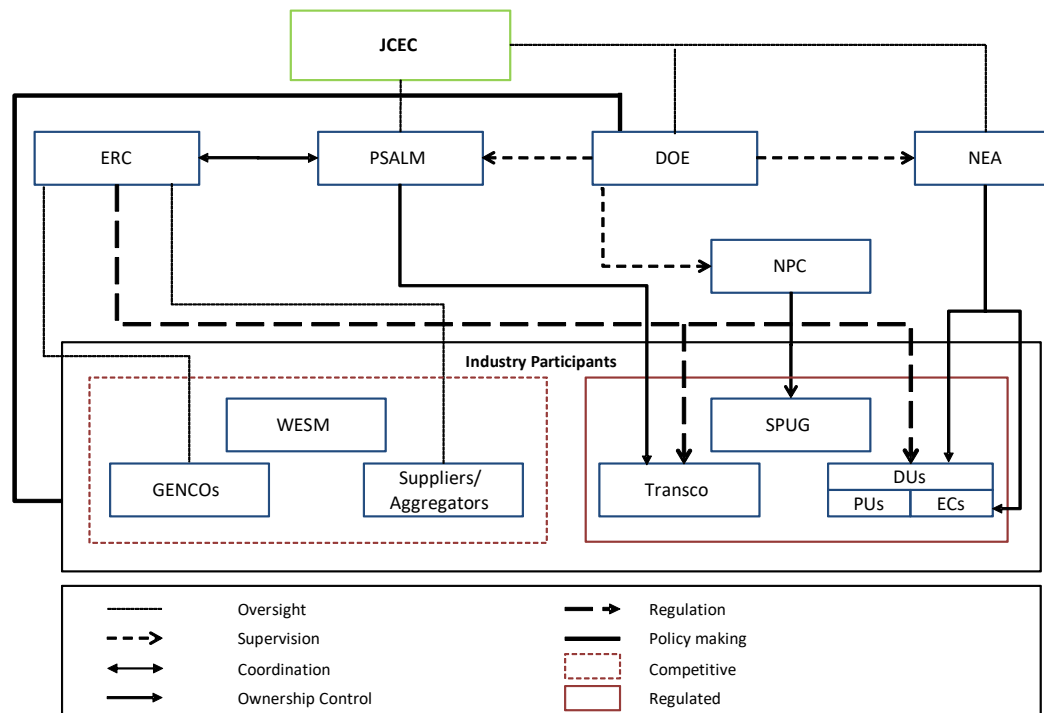 JCEC
ERC
PSALM
DOE
NEA
NPC
Industry Participants
WESM
SPUG
GENCOs
Suppliers/
Aggregators
Transco
DUs
PUs
ECs
Oversight
Regulation
Supervision
Policy making
Coordination
Competitive
Ownership Control
Regulated